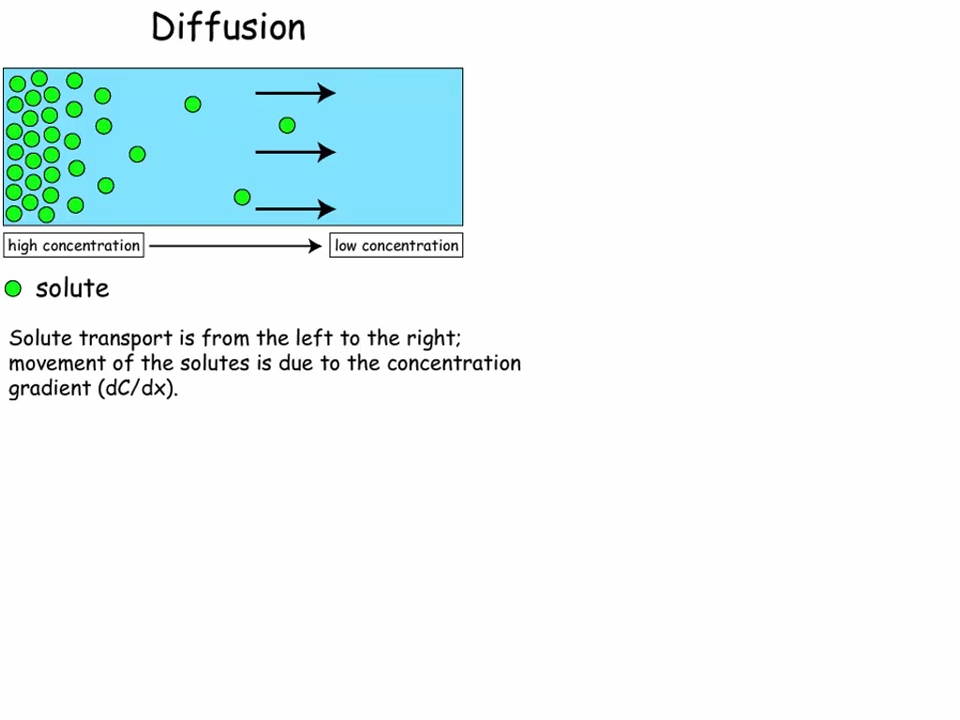 Diffusion
high concentration
low concentration
solute
Solute transport is from the left to the right;
movement of the solutes is due to the concentration
gradient (dC/dx).